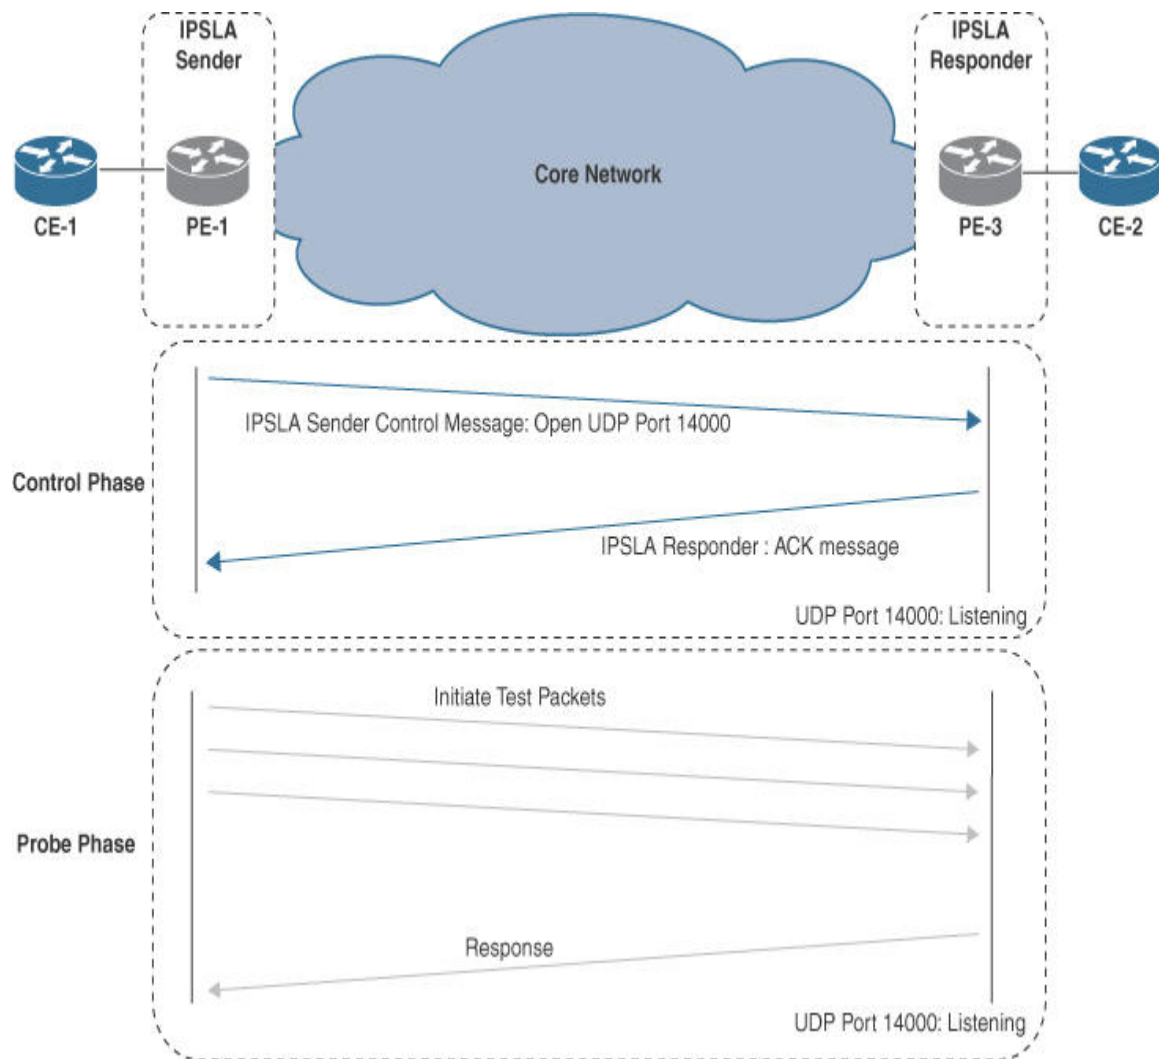 IPSLA
Sender
IPSLA
Responder
Core Network
CE-1
PE-1
PE-3
CE-2
IPSLA Sender Control Message: Open UDP Port 14000
Control Phase
IPSLA Responder : ACK message
UDP Port 14000: Listening
Initiate Test Packets
Probe Phase
Response
UDP Port 14000: Listening